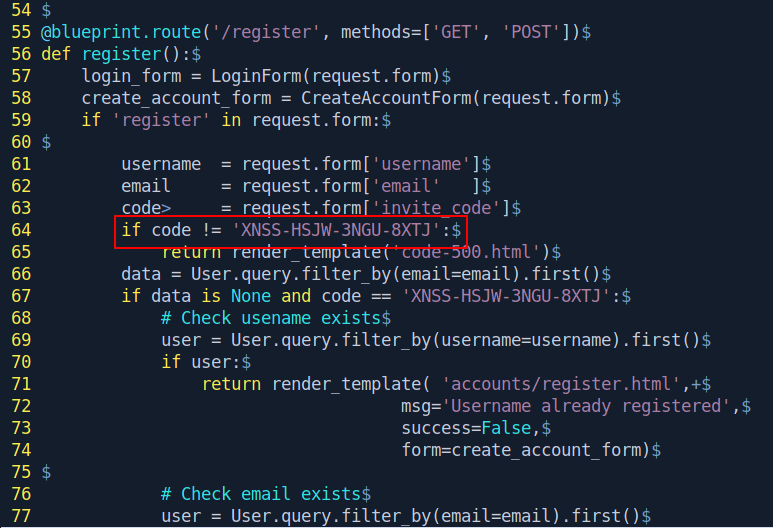 54 $
55 @blueprint.route('/register', methods=['GET', 'POST'])$
56 def register():$
57     login_form = LoginForm(request.form)$
58     create_account_form = CreateAccountForm(request.form)$
59     if 'register' in request.form:$
60 $
61         username  = request.form['username']$
62         email     = request.form['email'   ]$
63         code>     = request.form['invite_code']$
64         if code != 'XNSS-HSJW-3NGU-8XTJ':$
65             return render_template('code-500.html')$
66         data = User.query.filter_by(email=email).first()$
67         if data is None and code == 'XNSS-HSJW-3NGU-8XTJ':$
68             # Check usename exists$
69             user = User.query.filter_by(username=username).first()$
70             if user:$
71                 return render_template( 'accounts/register.html',+$
72                                     msg='Username already registered',$
73                                     success=False,$
74                                     form=create_account_form)$
75 $
76             # Check email exists$
77             user = User.query.filter_by(email=email).first()$